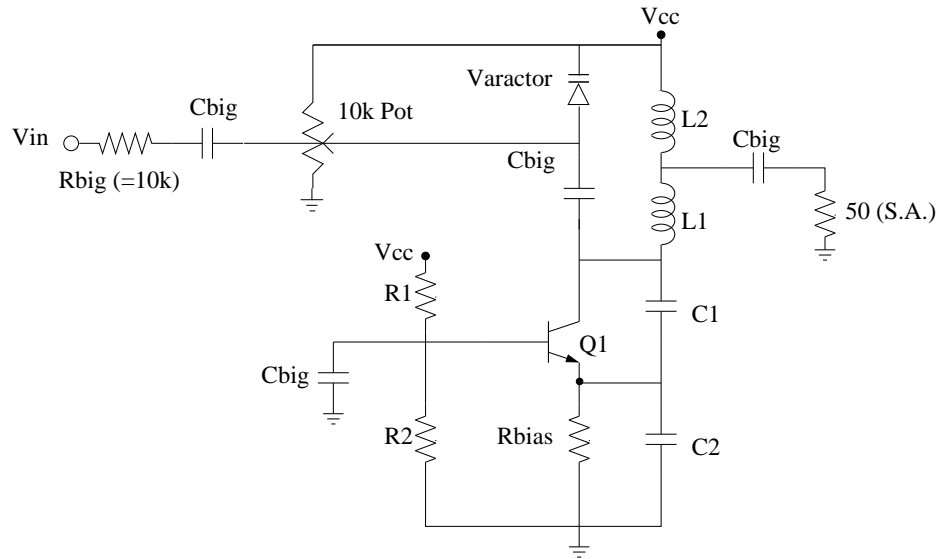 Vcc
Varactor
Cbig
10k Pot
L2
Vin
Cbig
Cbig
Rbig (=10k)
L1
50 (S.A.)
Vcc
R1
C1
Q1
Cbig
R2
Rbias
C2